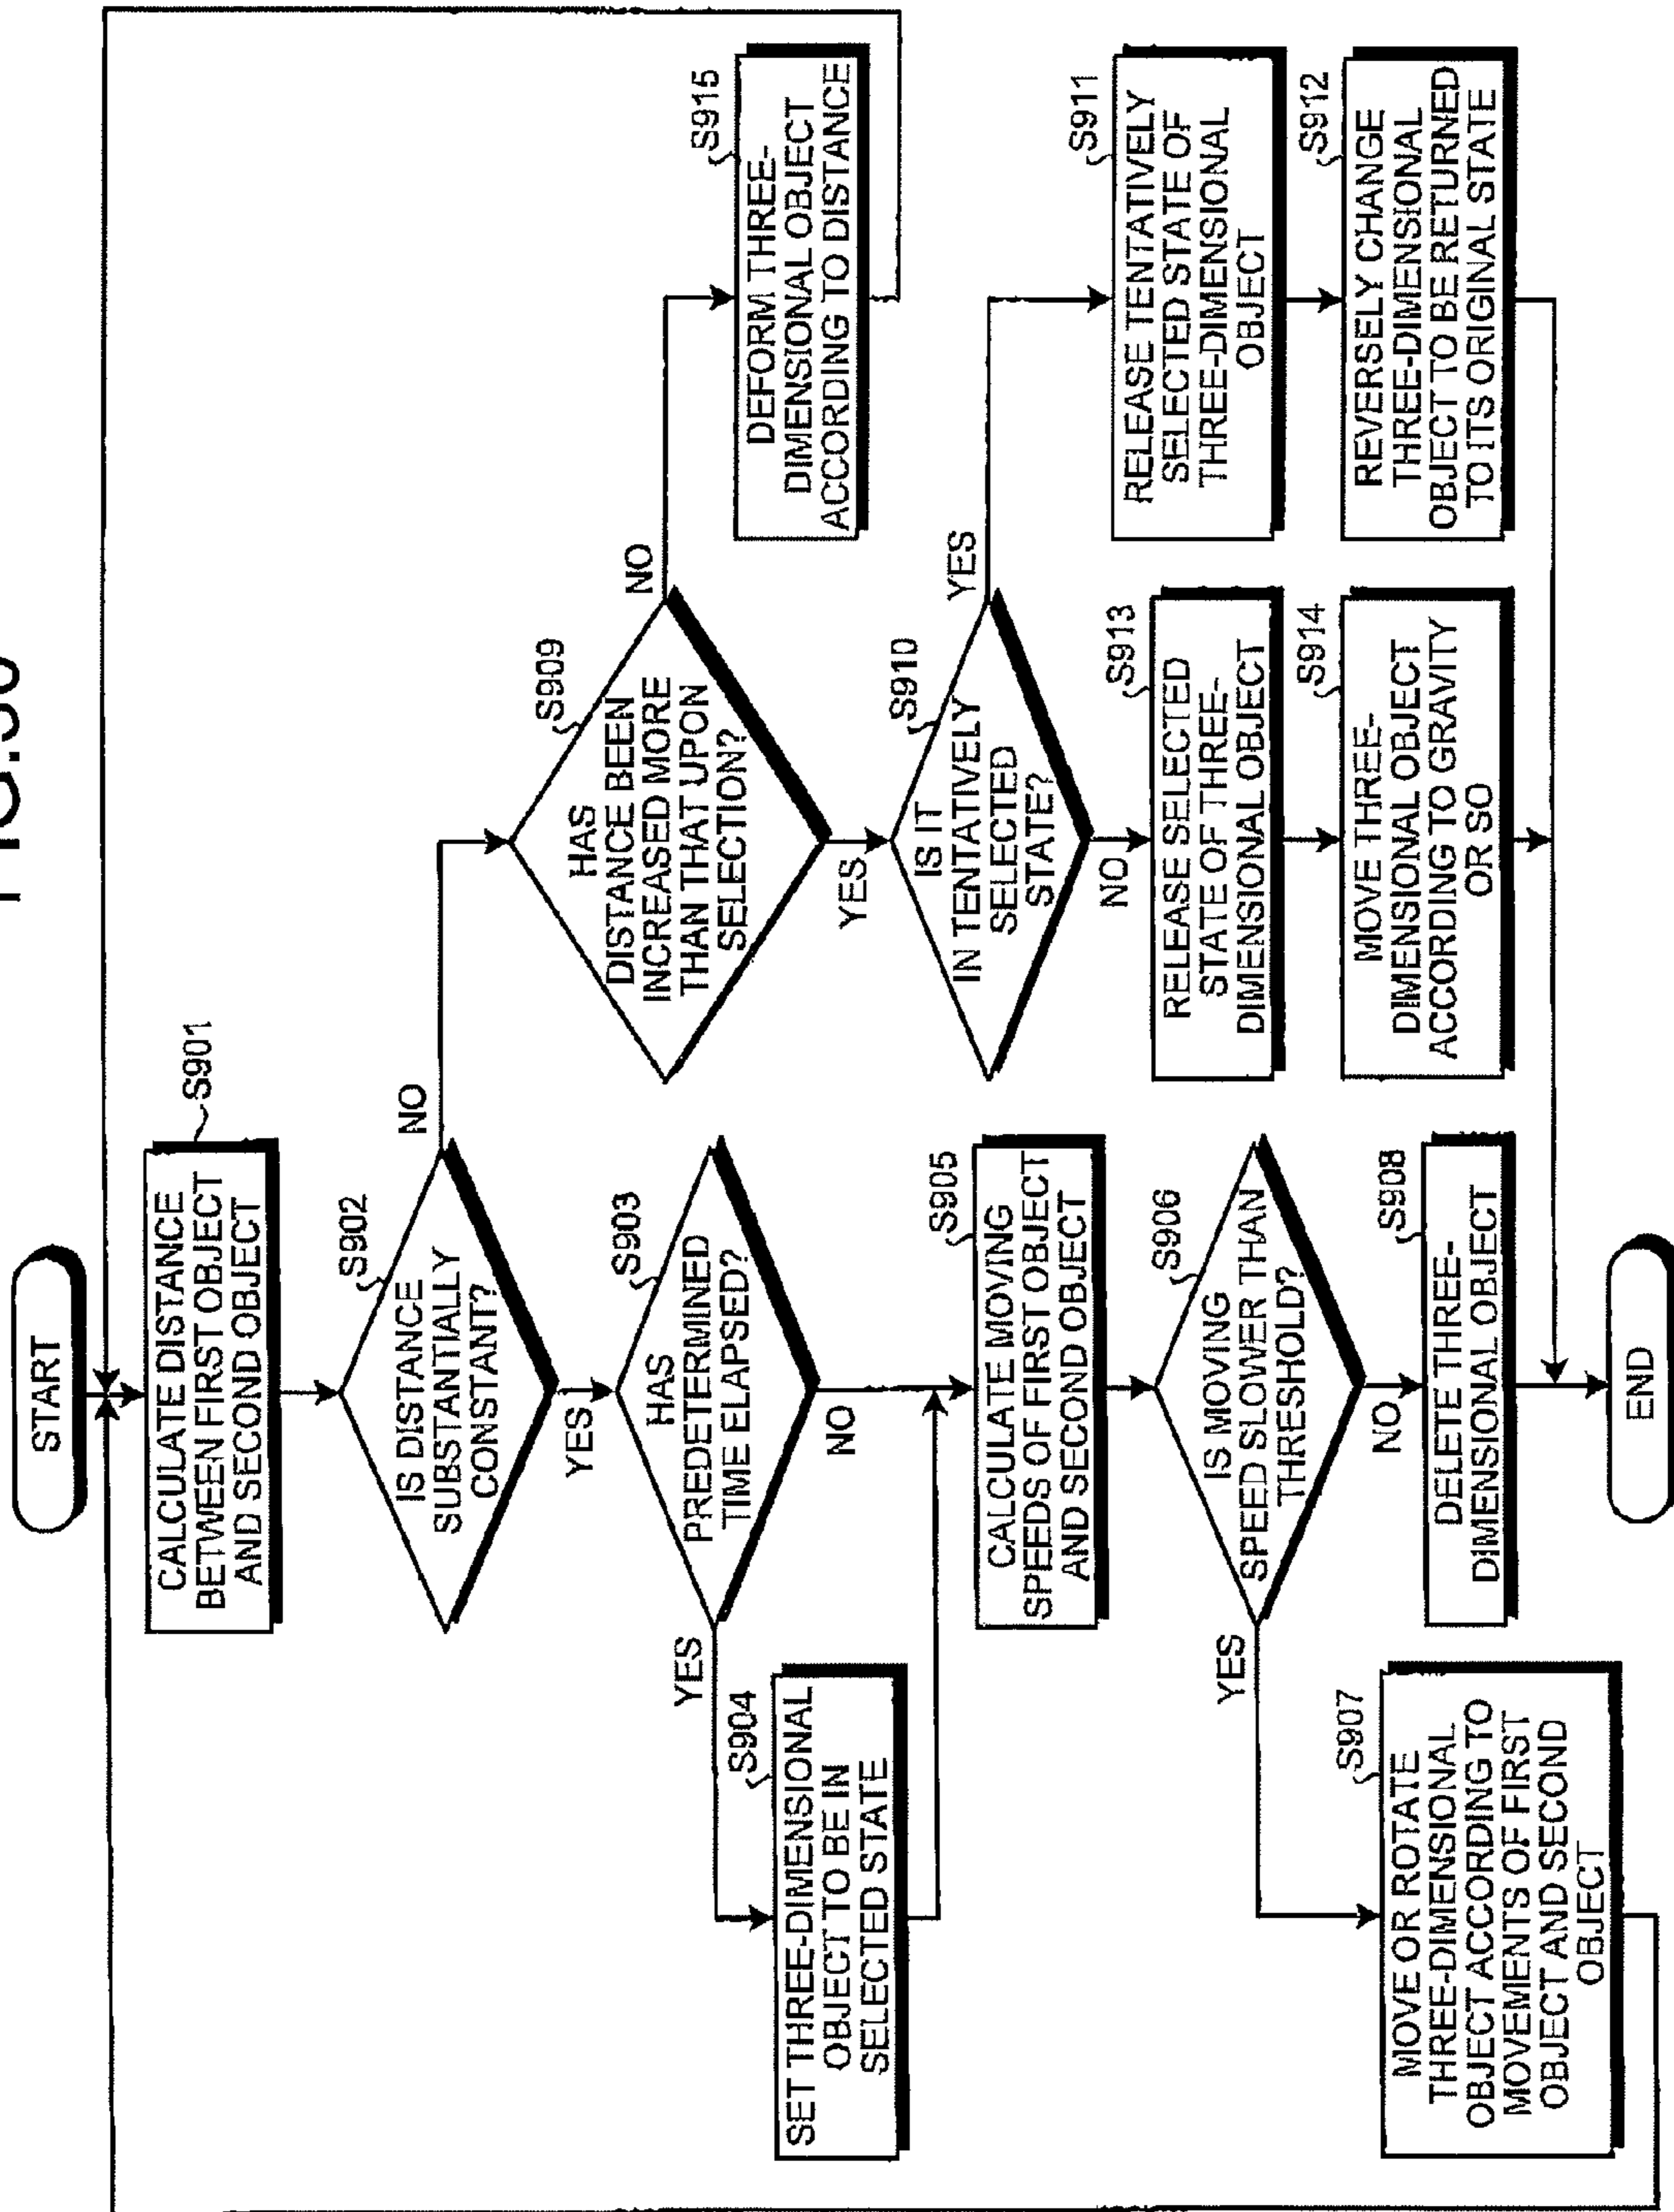 START
S901
CALCULATE DISTANCE
BETWEEN FIRST OBJECT
AND SECOND OBJECT
S902
IS DISTANCE
SUBSTANTIALLY
CONSTANT?
NO
YES
S903
HAS
PREDETERMINED
TIME ELAPSED?
YES
NO
S904
SET THREE-DIMENSIONAL
OBJECT TO BE IN
SELECTED STATE
S905
CALCULATE MOVING
SPEEDS OF FIRST OBJECT
AND SECOND OBJECT
S906
IS MOVING
SPEED SLOWER THAN
THRESHOLD?
YES
NO
S907
MOVE OR ROTATE
THREE-DIMENSIONAL
OBJECT ACCORDING TO
MOVEMENTS OF FIRST
OBJECT AND SECOND
OBJECT
S908
DELETE THREE-
DIMENSIONAL OBJECT
S909
HAS
DISTANCE BEEN
INCREASED MORE
THAN THAT UPON
SELECTION?
NO
YES
S915
DEFORM THREE-
DIMENSIONAL OBJECT
ACCORDING TO DISTANCE
S910
IS IT
IN TENTATIVELY
SELECTED
STATE?
YES
NO
S911
RELEASE TENTATIVELY
SELECTED STATE OF
THREE-DIMENSIONAL
OBJECT
S912
REVERSELY CHANGE
THREE-DIMENSIONAL
OBJECT TO BE RETURNED
TO ITS ORIGINAL STATE
S913
RELEASE SELECTED
STATE OF THREE-
DIMENSIONAL OBJECT
S914
MOVE THREE-
DIMENSIONAL OBJECT
ACCORDING TO GRAVITY
OR SO
END